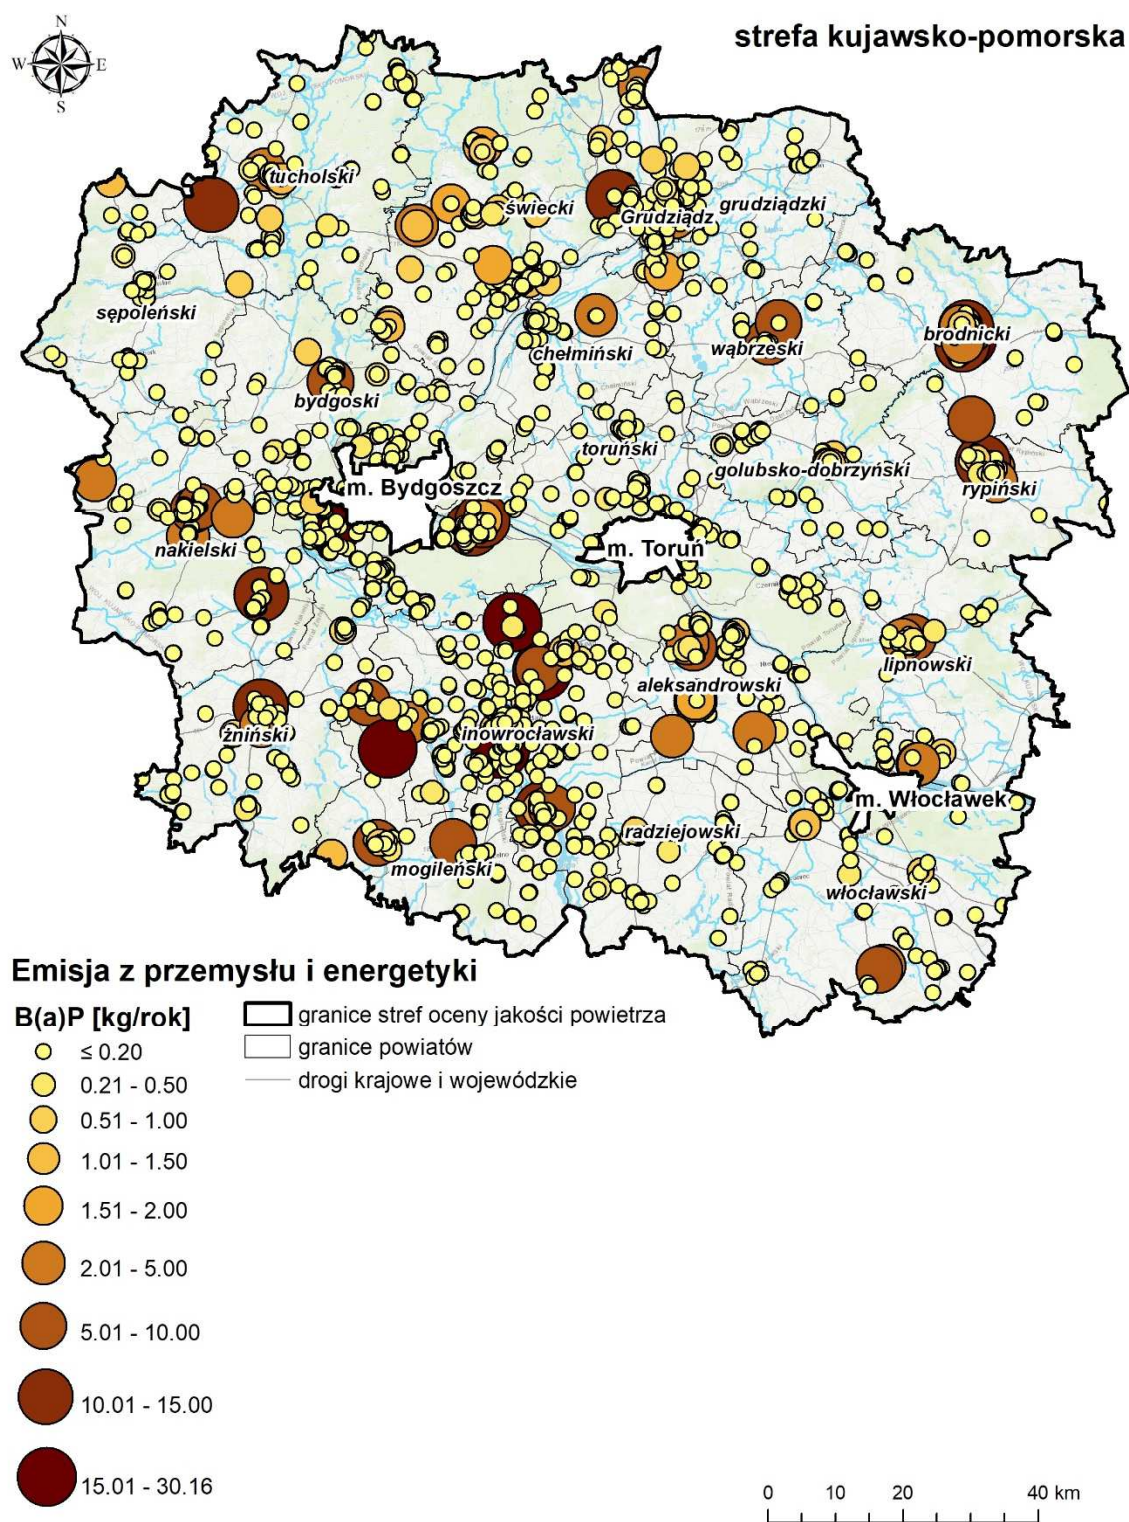 N
strefa kujawsko-pomorska
W
E
S
tucholski
świecki
Grudziądz
grudziądzki
sępoleński
chełmiński
wąbrzeski
brodnicki
bydgoski
toruński
golubsko-dobrzyński
rypiński
m. Bydgoszcz
nakielski
m. Toruń
lipnowski
aleksandrowski
żniński
inowrocławski
m. Włocławek
radziejowski
mogileński
włocławski
Emisja z przemysłu i energetyki
B(a)P [kg/rok]
≤ 0.20
0.21 - 0.50
0.51 - 1.00
1.01 - 1.50
1.51 - 2.00
2.01 - 5.00
5.01 - 10.00
10.01 - 15.00
15.01 - 30.16
granice stref oceny jakości powietrza
granice powiatów
drogi krajowe i wojewódzkie
0 10 20 40 km